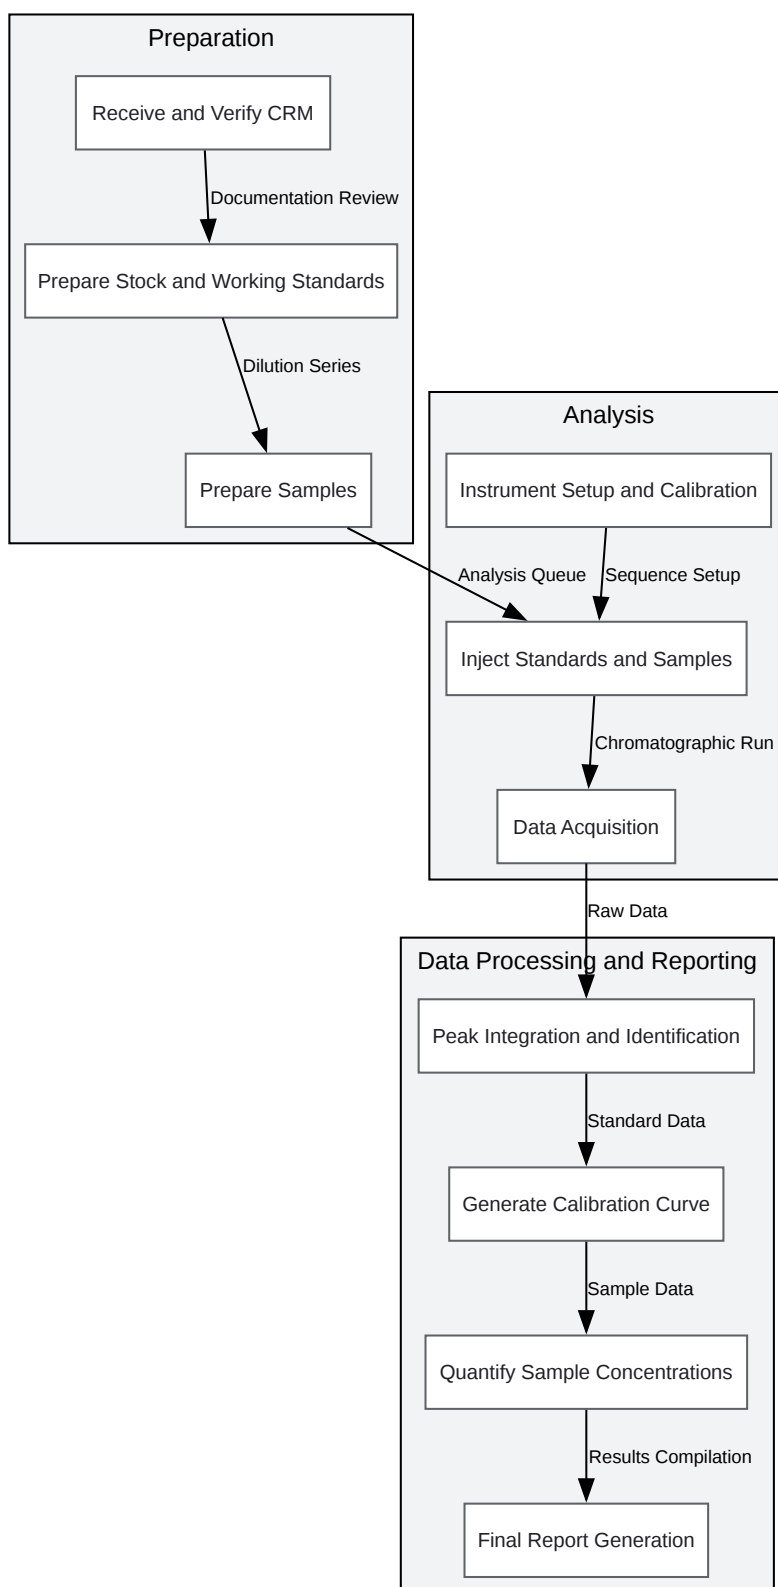 Preparation
Receive and Verify CRM
Documentation Review
Prepare Stock and Working Standards
Dilution Series
Prepare Samples
Analysis
Instrument Setup and Calibration
Analysis Queue
Sequence Setup
Inject Standards and Samples
Chromatographic Run
Data Acquisition
Raw Data
Data Processing and Reporting
Peak Integration and Identification
Standard Data
Generate Calibration Curve
Sample Data
Quantify Sample Concentrations
Results Compilation
Final Report Generation